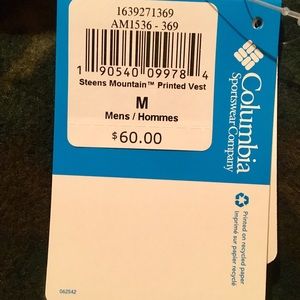 1639271369
AM1536 - 369
1 90540 09978 4
Steens Mountain™ Printed Vest
M
Mens / Hommes
$60.00
Columbia
Sportswear Company
Printed on recycled paper
Imprimé sur papier recyclé
062542